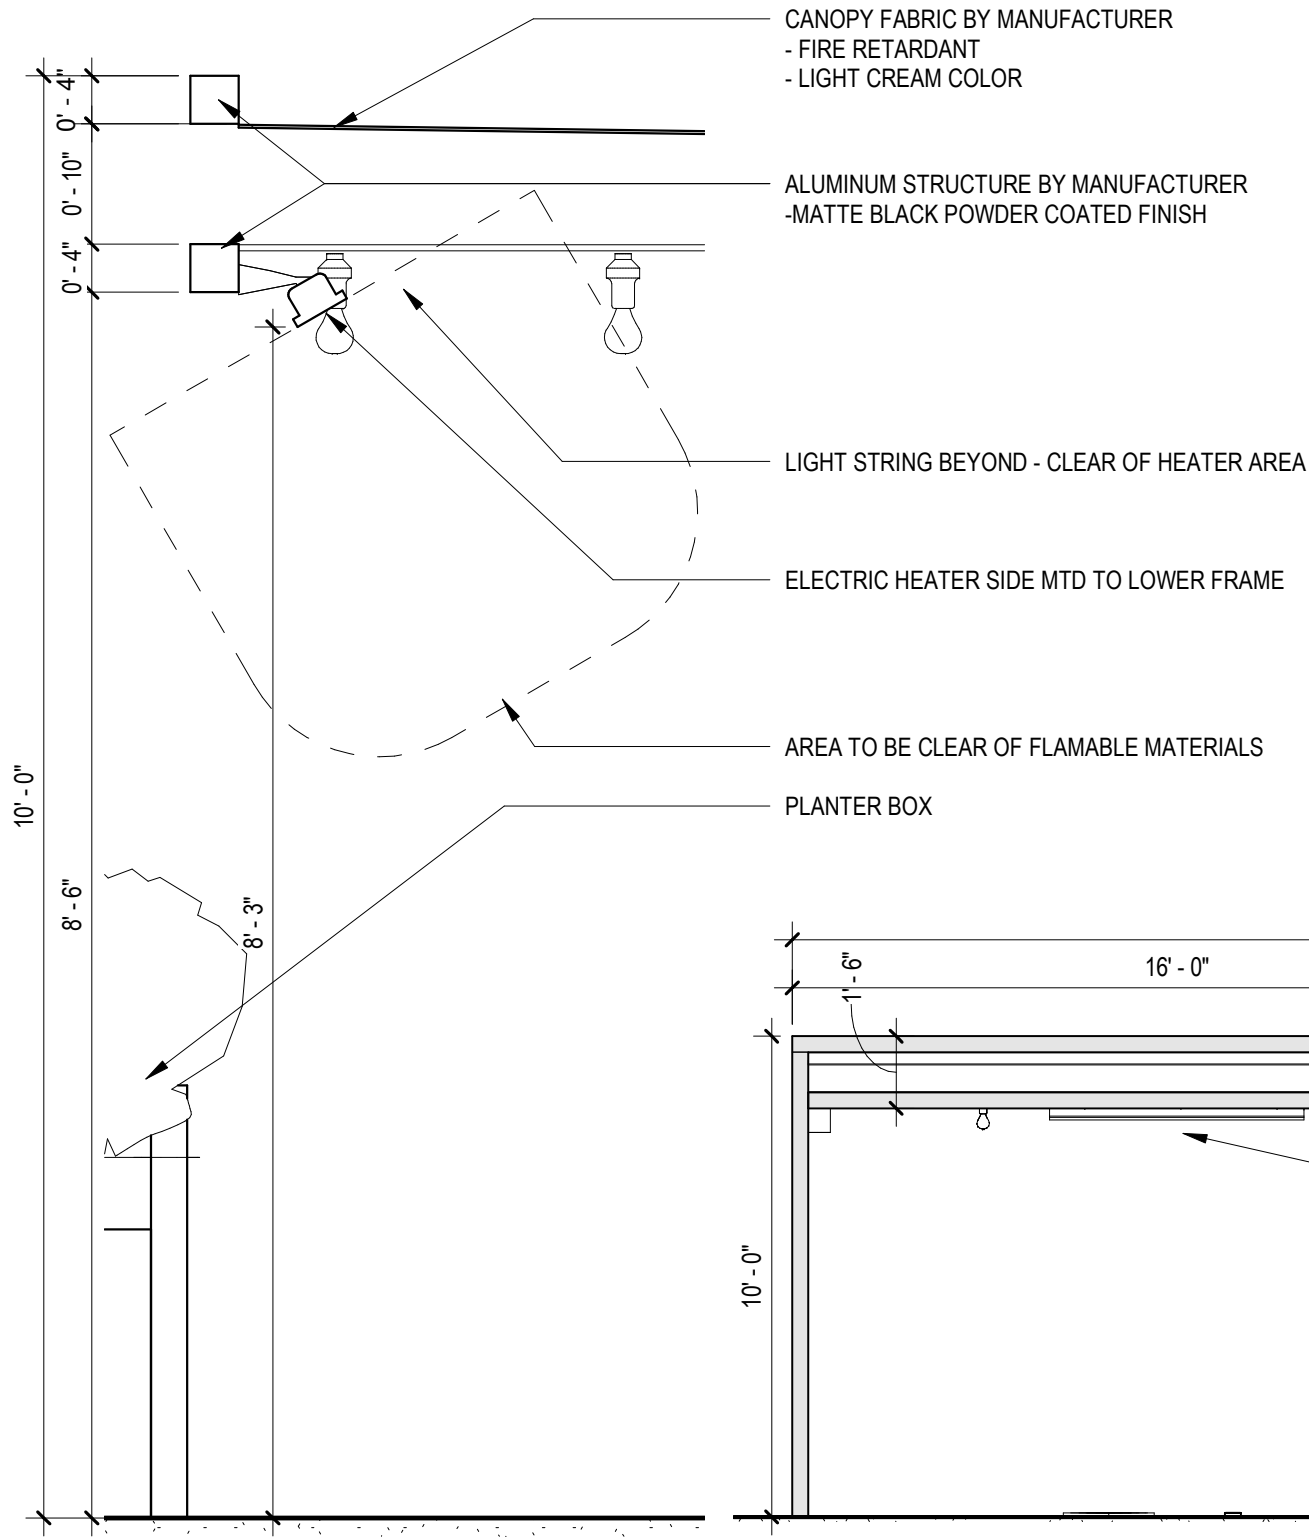 CANOPY FABRIC BY MANUFACTURER
- FIRE RETARDANT
- LIGHT CREAM COLOR
0' - 4"
0' - 10"
0' - 4"
ALUMINUM STRUCTURE BY MANUFACTURER
-MATTE BLACK POWDER COATED FINISH
LIGHT STRING BEYOND - CLEAR OF HEATER AREA
ELECTRIC HEATER SIDE MTD TO LOWER FRAME
AREA TO BE CLEAR OF FLAMABLE MATERIALS
PLANTER BOX
10' - 0"
8' - 6"
8' - 3"
16' - 0"
1' - 6"
10' - 0"